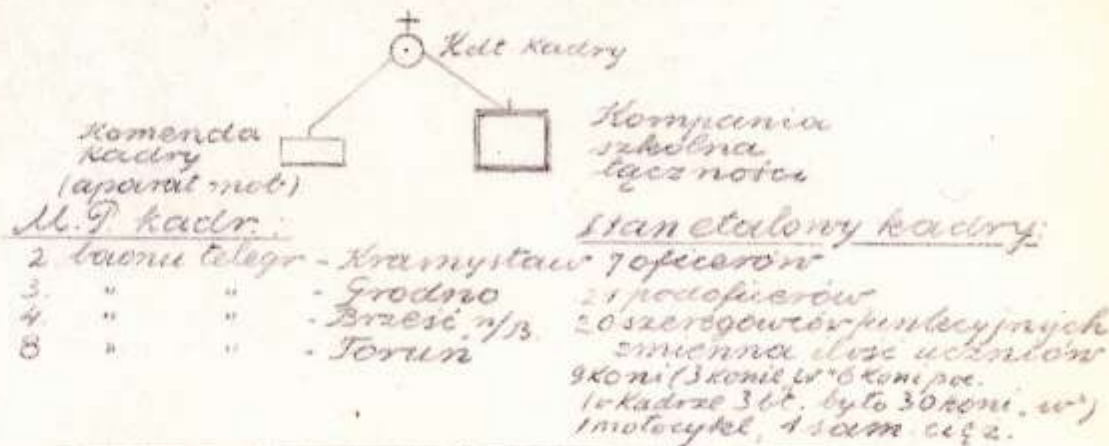 Kdt kadry
Komenda
kadry
(aparat mob)
Kompania
szkolna
łączności
M.P kadr.:
2 baonu telegr - Kramystaw
3. " " - Grodno
4. " " - Brześć n/B.
8 " " - Toruń
Stan etatowy kadry:
7 oficerów
21 podoficerów
20 szeregowców funkcyjnych
zmienna ilość uczniów
9 koni (3 konie "w" 6 koni poc.
(w Kadrze 3 bt. było 30 koni "w")
1 motocykl, 1 sam. cięż.